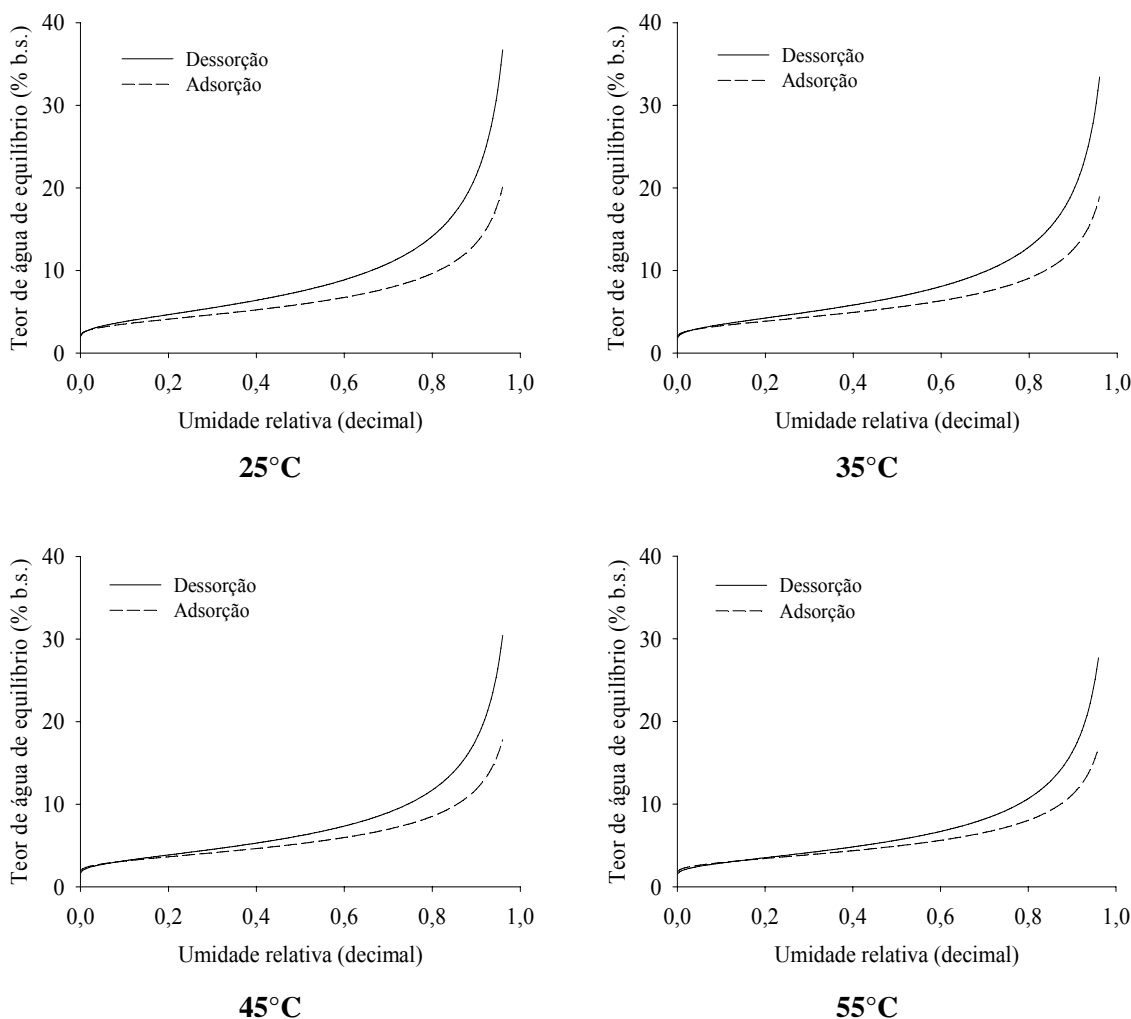 Teor de água de equilíbrio (% b.s.)
40
30
20
10
0
Dessorção
Adsorção
0,0 0,2 0,4 0,6 0,8 1,0
Umidade relativa (decimal)
25°C
Teor de água de equilíbrio (% b.s.)
40
30
20
10
0
Dessorção
Adsorção
0,0 0,2 0,4 0,6 0,8 1,0
Umidade relativa (decimal)
35°C
Teor de água de equilíbrio (% b.s.)
40
30
20
10
0
Dessorção
Adsorção
0,0 0,2 0,4 0,6 0,8 1,0
Umidade relativa (decimal)
45°C
Teor de água de equilíbrio (% b.s.)
40
30
20
10
0
Dessorção
Adsorção
0,0 0,2 0,4 0,6 0,8 1,0
Umidade relativa (decimal)
55°C